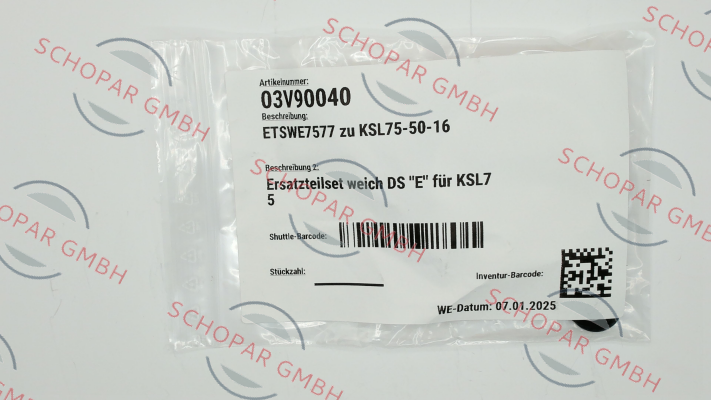 Artikelnummer:
03V90040
Beschreibung:
ETSWE7577 zu KSL75-50-16
Beschreibung 2:
Ersatzteilset weich DS "E" für KSL7
5
Shuttle-Barcode:
Stückzahl:
Inventur-Barcode:
WE-Datum: 07.01.2025
SCHOPAR GMBH
SCHOPAR GMBH
SCHOPAR GMBH
SCHOPAR GMBH
SCHOPAR GMBH
SCHOPAR GMBH
SCHOPAR GMBH
SCHOPAR GMBH